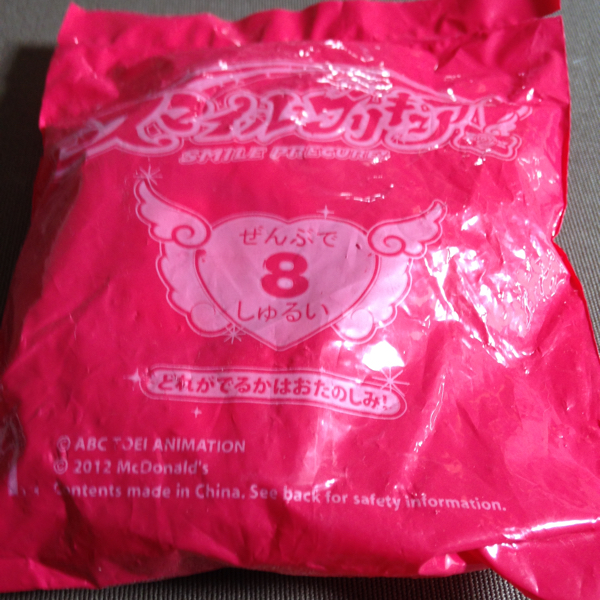 スマイルプリキュア!
SMILE PRECURE
ぜんぶで
8
しゅるい
どれがでるかはおたのしみ!
© ABC TOEI ANIMATION
© 2012 McDonald's
Contents made in China. See back for safety information.